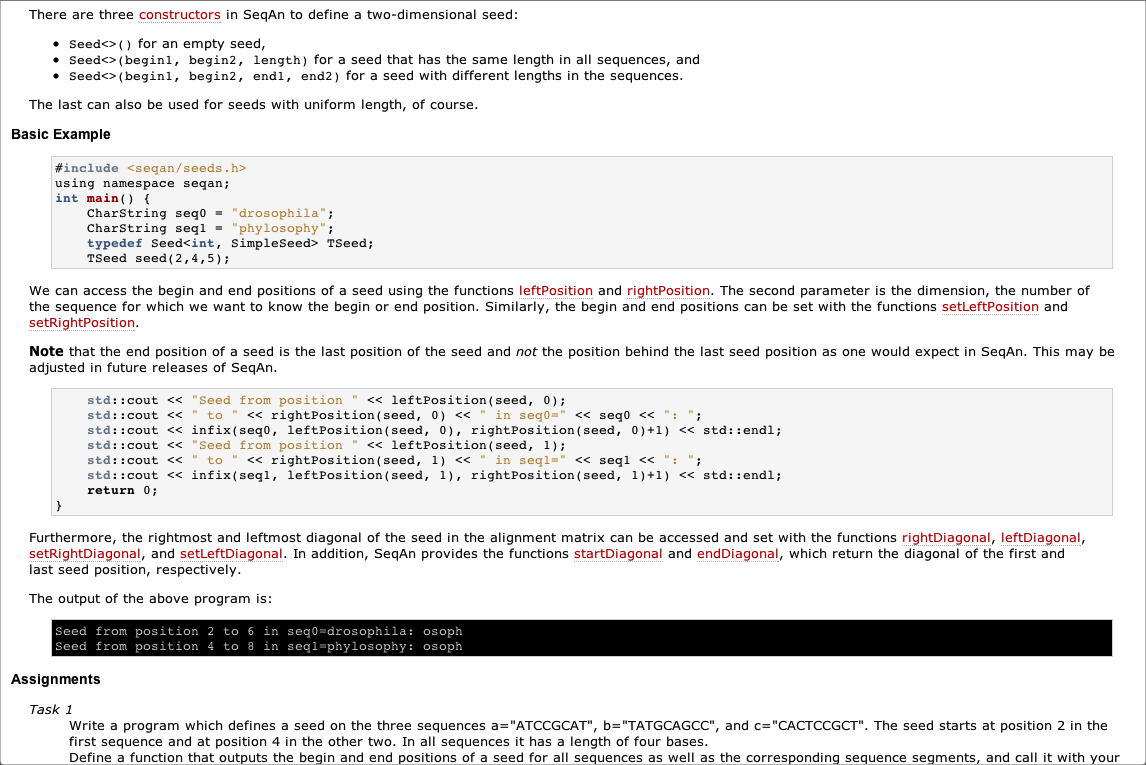 There are three constructors in SeqAn to define a two-dimensional seed:
• Seed<>() for an empty seed,
• Seed<>(begin1, begin2, length) for a seed that has the same length in all sequences, and
• Seed<>(begin1, begin2, end1, end2) for a seed with different lengths in the sequences.
The last can also be used for seeds with uniform length, of course.
Basic Example
#include <seqan/seeds.h>
using namespace seqan;
int main() {
    CharString seq0 = "drosophila";
    CharString seq1 = "phylosophy";
    typedef Seed<int, SimpleSeed> TSeed;
    TSeed seed(2,4,5);
We can access the begin and end positions of a seed using the functions leftPosition and rightPosition. The second parameter is the dimension, the number of
the sequence for which we want to know the begin or end position. Similarly, the begin and end positions can be set with the functions setLeftPosition and
setRightPosition.
Note that the end position of a seed is the last position of the seed and not the position behind the last seed position as one would expect in SeqAn. This may be
adjusted in future releases of SeqAn.
    std::cout << "Seed from position " << leftPosition(seed, 0);
    std::cout << " to " << rightPosition(seed, 0) << " in seq0=" << seq0 << ": ";
    std::cout << infix(seq0, leftPosition(seed, 0), rightPosition(seed, 0)+1) << std::endl;
    std::cout << "Seed from position " << leftPosition(seed, 1);
    std::cout << " to " << rightPosition(seed, 1) << " in seq1=" << seq1 << ": ";
    std::cout << infix(seq1, leftPosition(seed, 1), rightPosition(seed, 1)+1) << std::endl;
    return 0;
}
Furthermore, the rightmost and leftmost diagonal of the seed in the alignment matrix can be accessed and set with the functions rightDiagonal, leftDiagonal,
setRightDiagonal, and setLeftDiagonal. In addition, SeqAn provides the functions startDiagonal and endDiagonal, which return the diagonal of the first and
last seed position, respectively.
The output of the above program is:
Seed from position 2 to 6 in seq0=drosophila: osoph
Seed from position 4 to 8 in seq1=phylosophy: osoph
Assignments
Task 1
Write a program which defines a seed on the three sequences a="ATCCGCAT", b="TATGCAGCC", and c="CACTCCGCT". The seed starts at position 2 in the
first sequence and at position 4 in the other two. In all sequences it has a length of four bases.
Define a function that outputs the begin and end positions of a seed for all sequences as well as the corresponding sequence segments, and call it with your